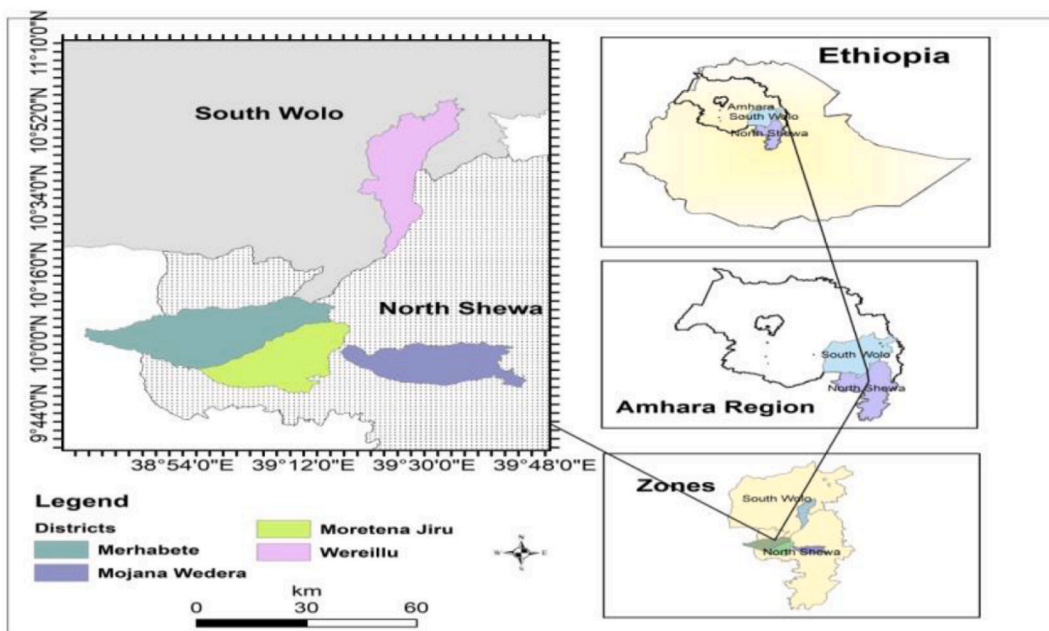 11°10'0"N
10°52'0"N
10°34'0"N
10°16'0"N
10°0'0"N
9°44'0"N
South Wolo
North Shewa
38°54'0"E 39°12'0"E 39°30'0"E 39°48'0"E
Legend
Districts
Merhabete
Mojana Wedera
Moretena Jiru
Wereillu
N
W E
S
km
0 30 60
Ethiopia
Amhara
South Wolo
North Shewa
South Wolo
North Shewa
Amhara Region
Zones
South Wolo
North Shewa